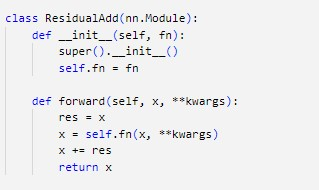 class ResidualAdd(nn.Module):
    def __init__(self, fn):
        super().__init__()
        self.fn = fn

    def forward(self, x, **kwargs):
        res = x
        x = self.fn(x, **kwargs)
        x += res
        return x